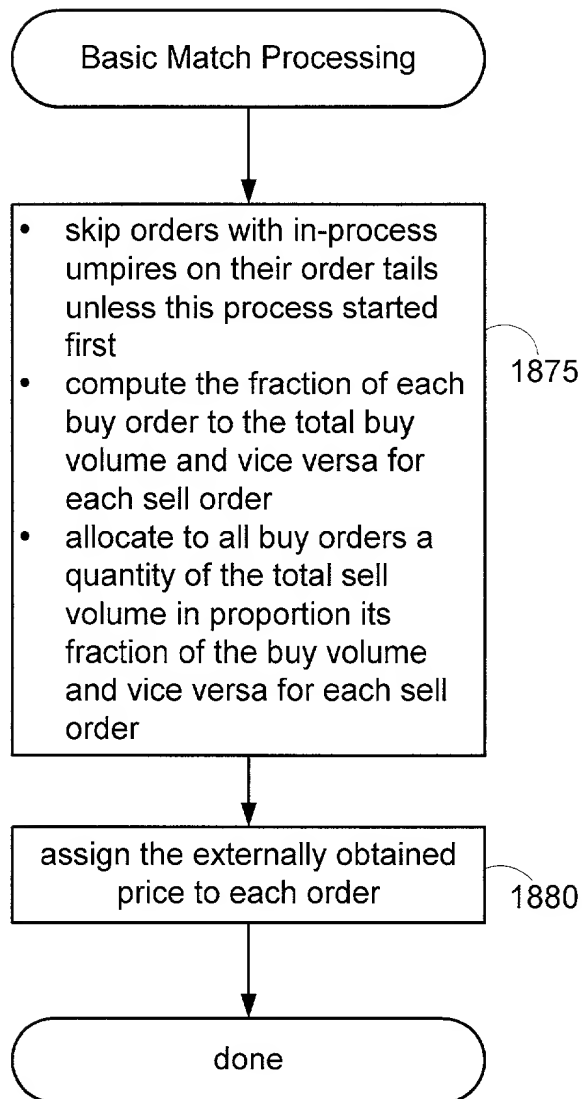 Basic Match Processing
• skip orders with in-process
umpires on their order tails
unless this process started
first
• compute the fraction of each
buy order to the total buy
volume and vice versa for
each sell order
• allocate to all buy orders a
quantity of the total sell
volume in proportion its
fraction of the buy volume
and vice versa for each sell
order
1875
assign the externally obtained
price to each order
1880
done